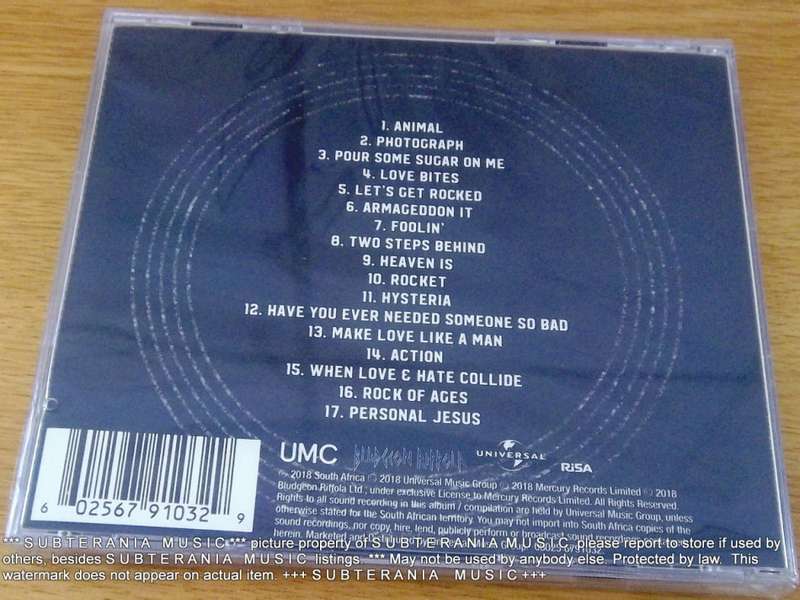 1. ANIMAL
2. PHOTOGRAPH
3. POUR SOME SUGAR ON ME
4. LOVE BITES
5. LET'S GET ROCKED
6. ARMAGEDDON IT
7. FOOLIN'
8. TWO STEPS BEHIND
9. HEAVEN IS
10. ROCKET
11. HYSTERIA
12. HAVE YOU EVER NEEDED SOMEONE SO BAD
13. MAKE LOVE LIKE A MAN
14. ACTION
15. WHEN LOVE & HATE COLLIDE
16. ROCK OF AGES
17. PERSONAL JESUS
6 02567 91032 9
UMC BLUDGEON RIFFOLA UNIVERSAL RiSA
℗ 2018 South Africa © 2018 Universal Music Group ℗ 2018 Mercury Records Limited © 2018
Bludgeon Riffola Ltd., under exclusive License to Mercury Records Limited. All Rights Reserved.
Rights to all sound recording in this album / compilation are held by Universal Music Group, unless
otherwise stated for the South African territory. You may not import into South Africa copies of the
sound recordings, nor copy, hire, lend, publicly perform or broadcast sound recordings
herein. Marketed and
*** S U B T E R A N I A M U S I C *** picture property of S U B T E R A N I A M U S I C, please report to store if used by
others, besides S U B T E R A N I A M U S I C listings. *** May not be used by anybody else. Protected by law. This
watermark does not appear on actual item. +++ S U B T E R A N I A M U S I C +++